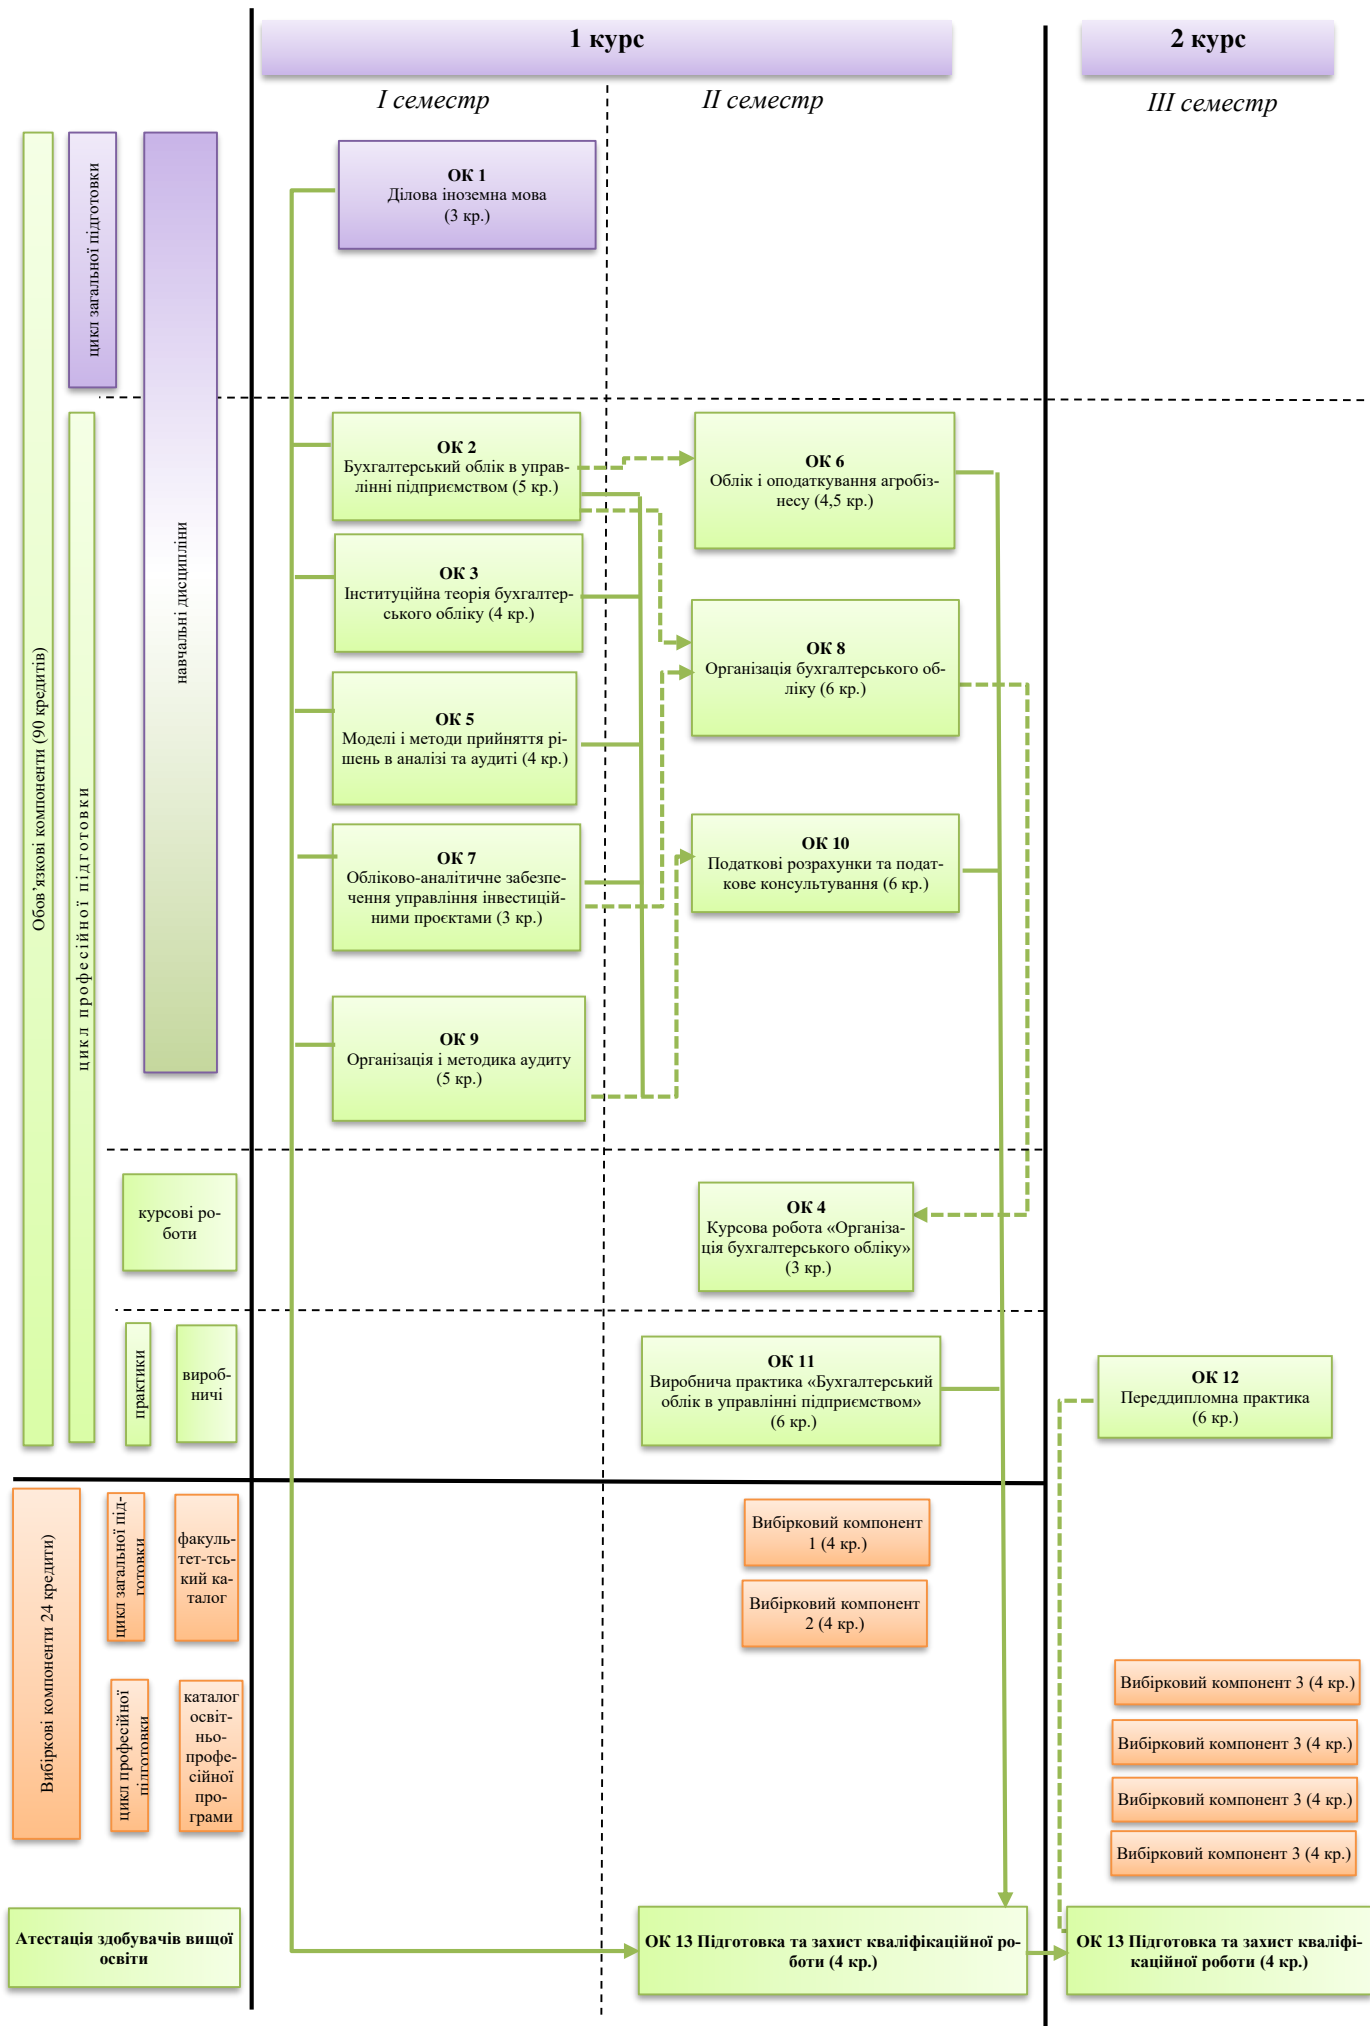 1 курс
2 курс
I семестр
II семестр
III семестр
Обов’язкові компоненти (90 кредитів)
цикл загальної підготовки
цикл професійної підготовки
навчальні дисципліни
ОК 1
Ділова іноземна мова
(3 кр.)
ОК 2
Бухгалтерський облік в управ-
лінні підприємством (5 кр.)
ОК 6
Облік і оподаткування агробіз-
несу (4,5 кр.)
ОК 3
Інституційна теорія бухгалтер-
ського обліку (4 кр.)
ОК 8
Організація бухгалтерського об-
ліку (6 кр.)
ОК 5
Моделі і методи прийняття рі-
шень в аналізі та аудиті (4 кр.)
ОК 7
Обліково-аналітичне забезпе-
чення управління інвестицій-
ними проєктами (3 кр.)
ОК 10
Податкові розрахунки та подат-
кове консультування (6 кр.)
ОК 9
Організація і методика аудиту
(5 кр.)
курсові ро-
боти
ОК 4
Курсова робота «Організа-
ція бухгалтерського обліку»
(3 кр.)
практики
вироб-
ничі
ОК 11
Виробнича практика «Бухгалтерський
облік в управлінні підприємством»
(6 кр.)
ОК 12
Переддипломна практика
(6 кр.)
Вибіркові компоненти 24 кредити)
цикл загальної під-
готовки
факуль-
тет-тсь-
кий ка-
талог
Вибірковий компонент
1 (4 кр.)
Вибірковий компонент
2 (4 кр.)
цикл професійної
підготовки
каталог
освіт-
ньо-
профе-
сійної
про-
грами
Вибірковий компонент 3 (4 кр.)
Вибірковий компонент 3 (4 кр.)
Вибірковий компонент 3 (4 кр.)
Вибірковий компонент 3 (4 кр.)
Атестація здобувачів вищої
освіти
ОК 13 Підготовка та захист кваліфікаційної ро-
боти (4 кр.)
ОК 13 Підготовка та захист кваліфі-
каційної роботи (4 кр.)